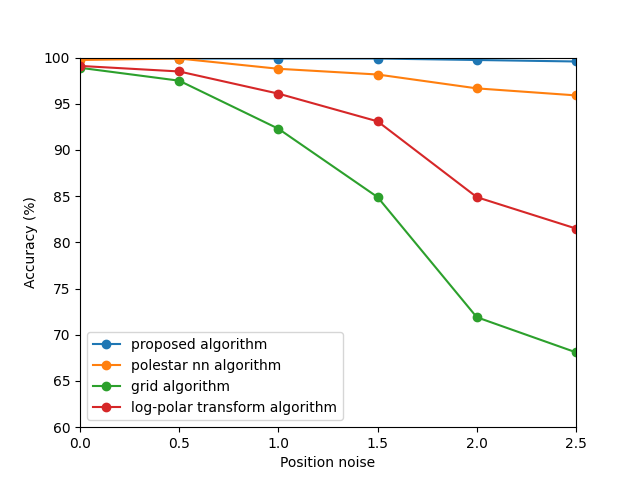 100
95
90
85
80
75
70
65
60
Accuracy (%)
proposed algorithm
polestar nn algorithm
grid algorithm
log-polar transform algorithm
0.0 0.5 1.0 1.5 2.0 2.5
Position noise